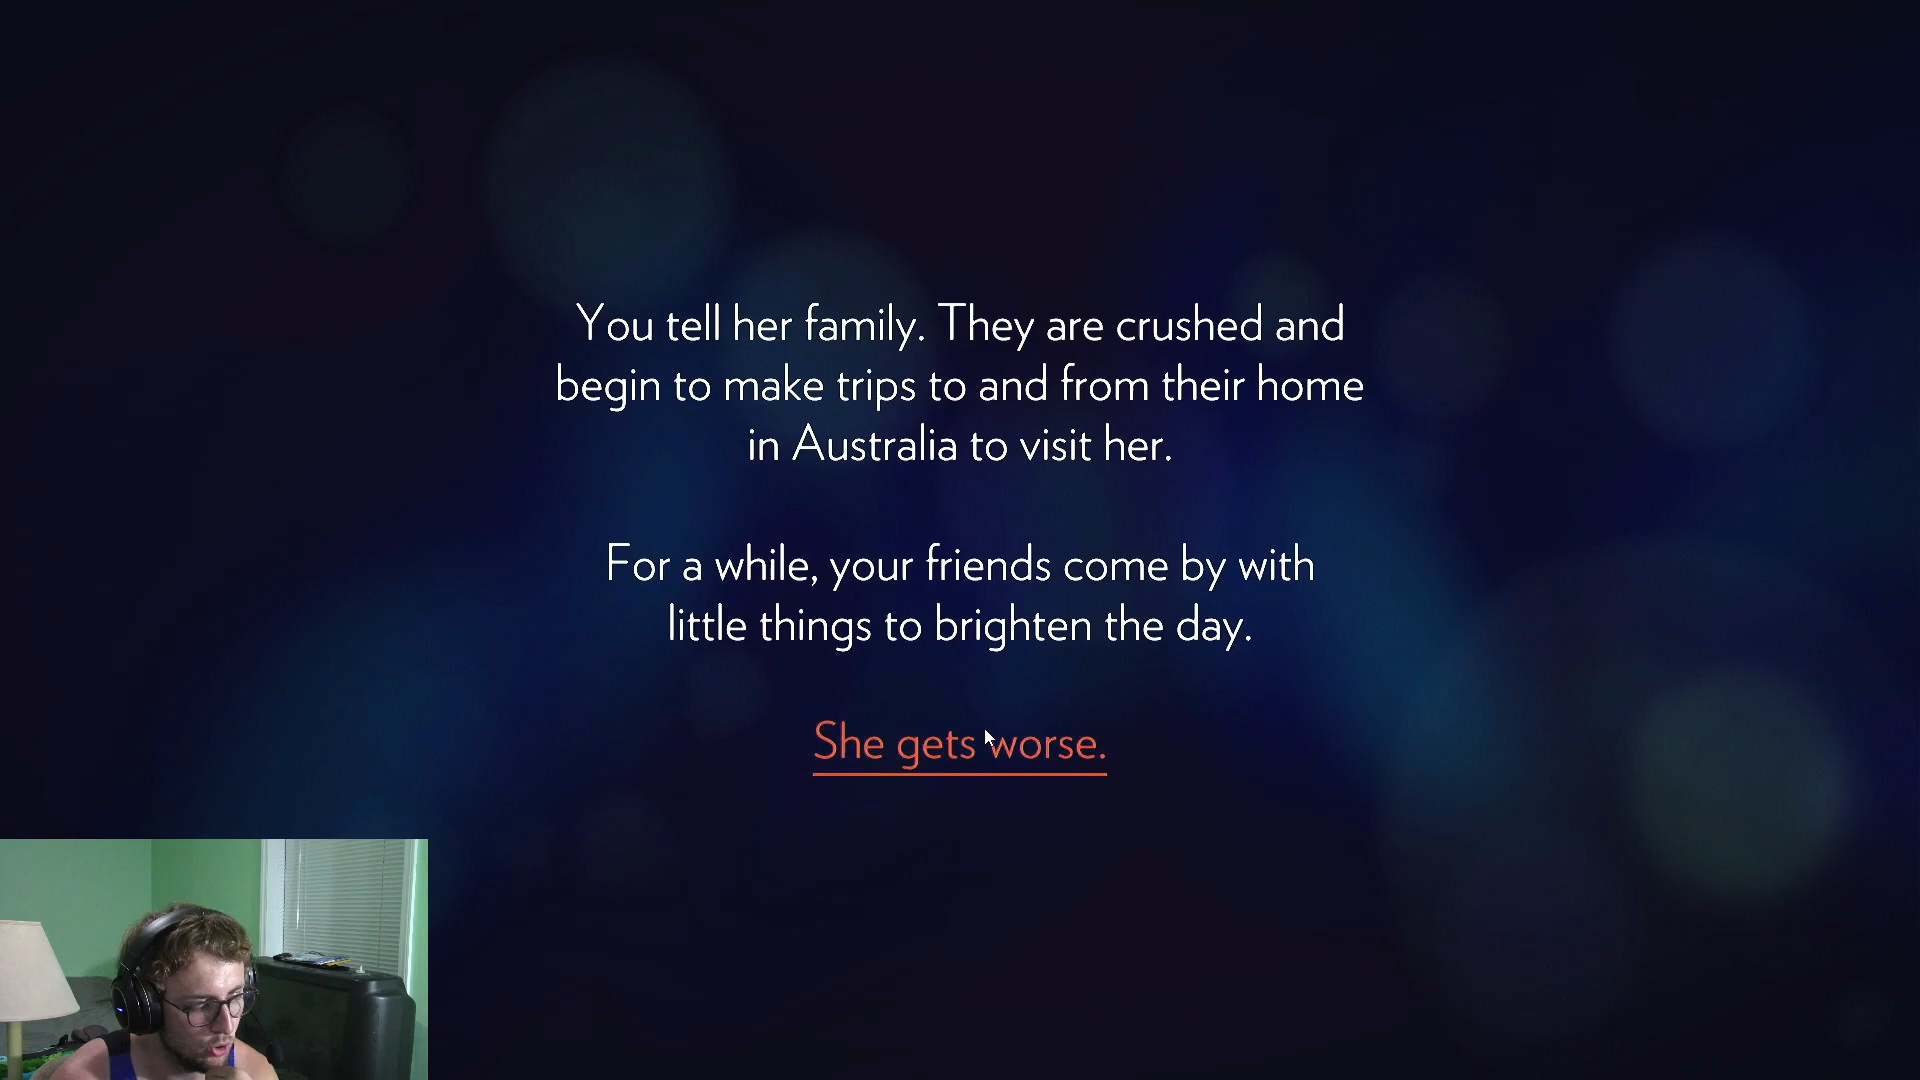 You tell her family. They are crushed and
begin to make trips to and from their home
in Australia to visit her.
For a while, your friends come by with
little things to brighten the day.
She gets worse.